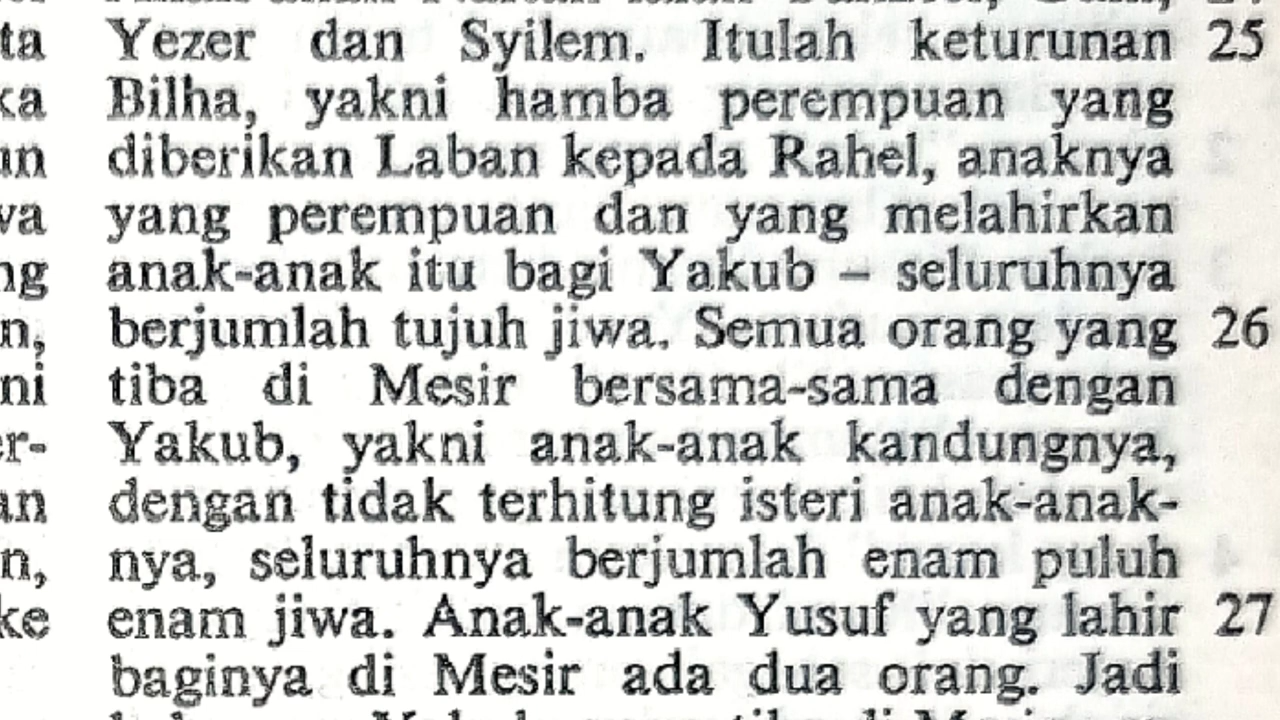 Yezer dan Syilem. Itulah keturunan 25
Bilha, yakni hamba perempuan yang
diberikan Laban kepada Rahel, anaknya
yang perempuan dan yang melahirkan
anak-anak itu bagi Yakub – seluruhnya
berjumlah tujuh jiwa. Semua orang yang 26
tiba di Mesir bersama-sama dengan
Yakub, yakni anak-anak kandungnya,
dengan tidak terhitung isteri anak-anak-
nya, seluruhnya berjumlah enam puluh
enam jiwa. Anak-anak Yusuf yang lahir 27
baginya di Mesir ada dua orang. Jadi